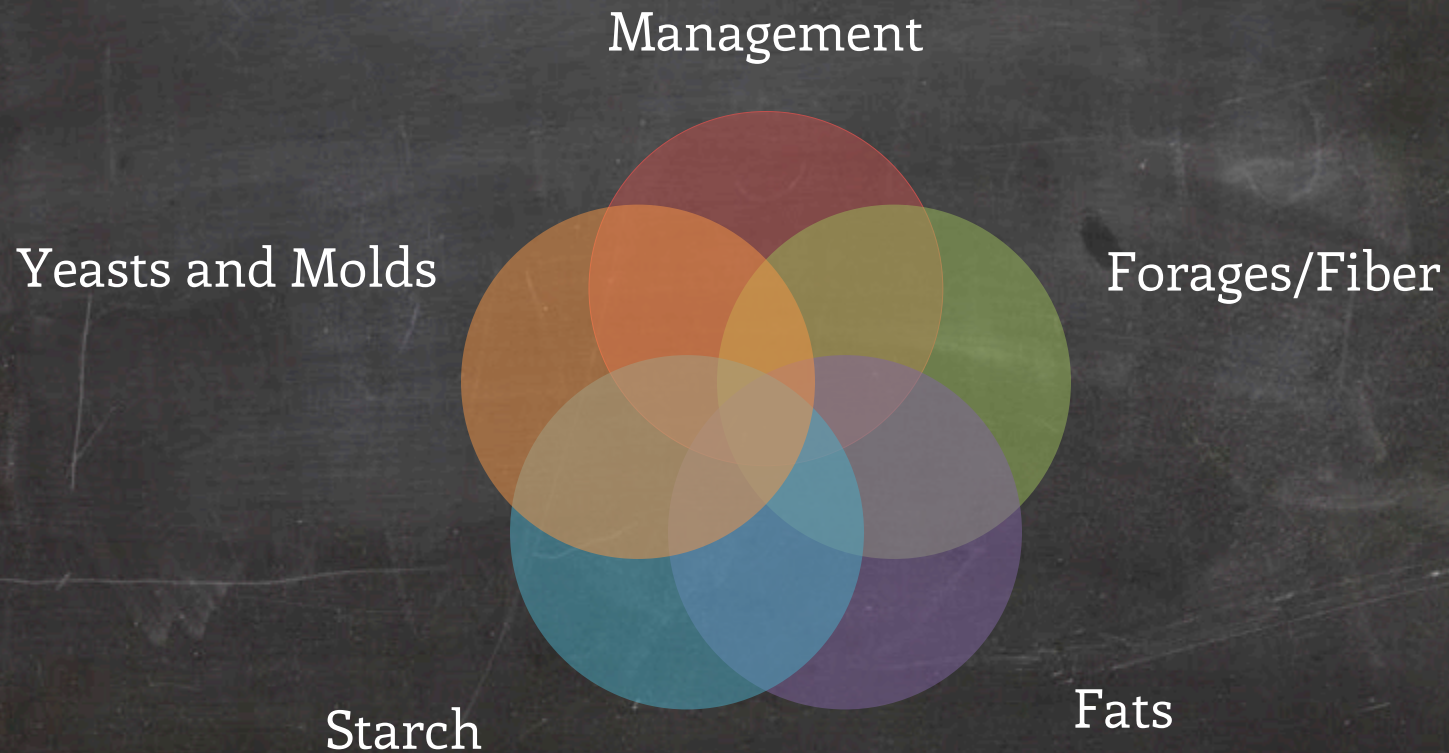 Management
Yeasts and Molds
Forages/Fiber
Starch
Fats